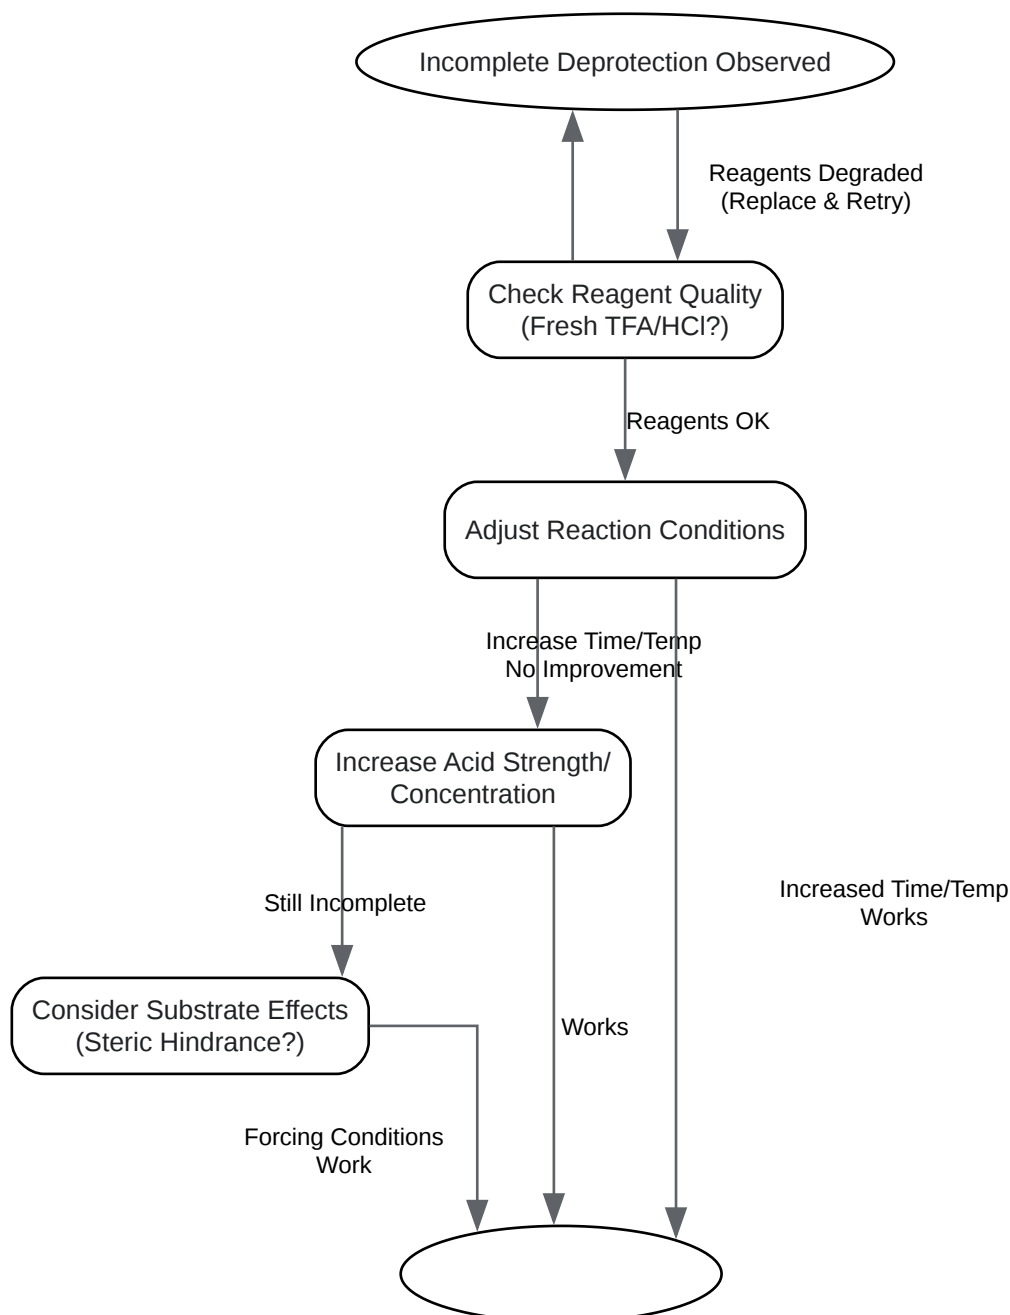 Incomplete Deprotection Observed
Reagents Degraded
(Replace & Retry)
Check Reagent Quality
(Fresh TFA/HCl?)
Reagents OK
Adjust Reaction Conditions
Increase Time/Temp
No Improvement
Increase Acid Strength/
Concentration
Still Incomplete
Increased Time/Temp
Works
Consider Substrate Effects
(Steric Hindrance?)
Works
Forcing Conditions
Work